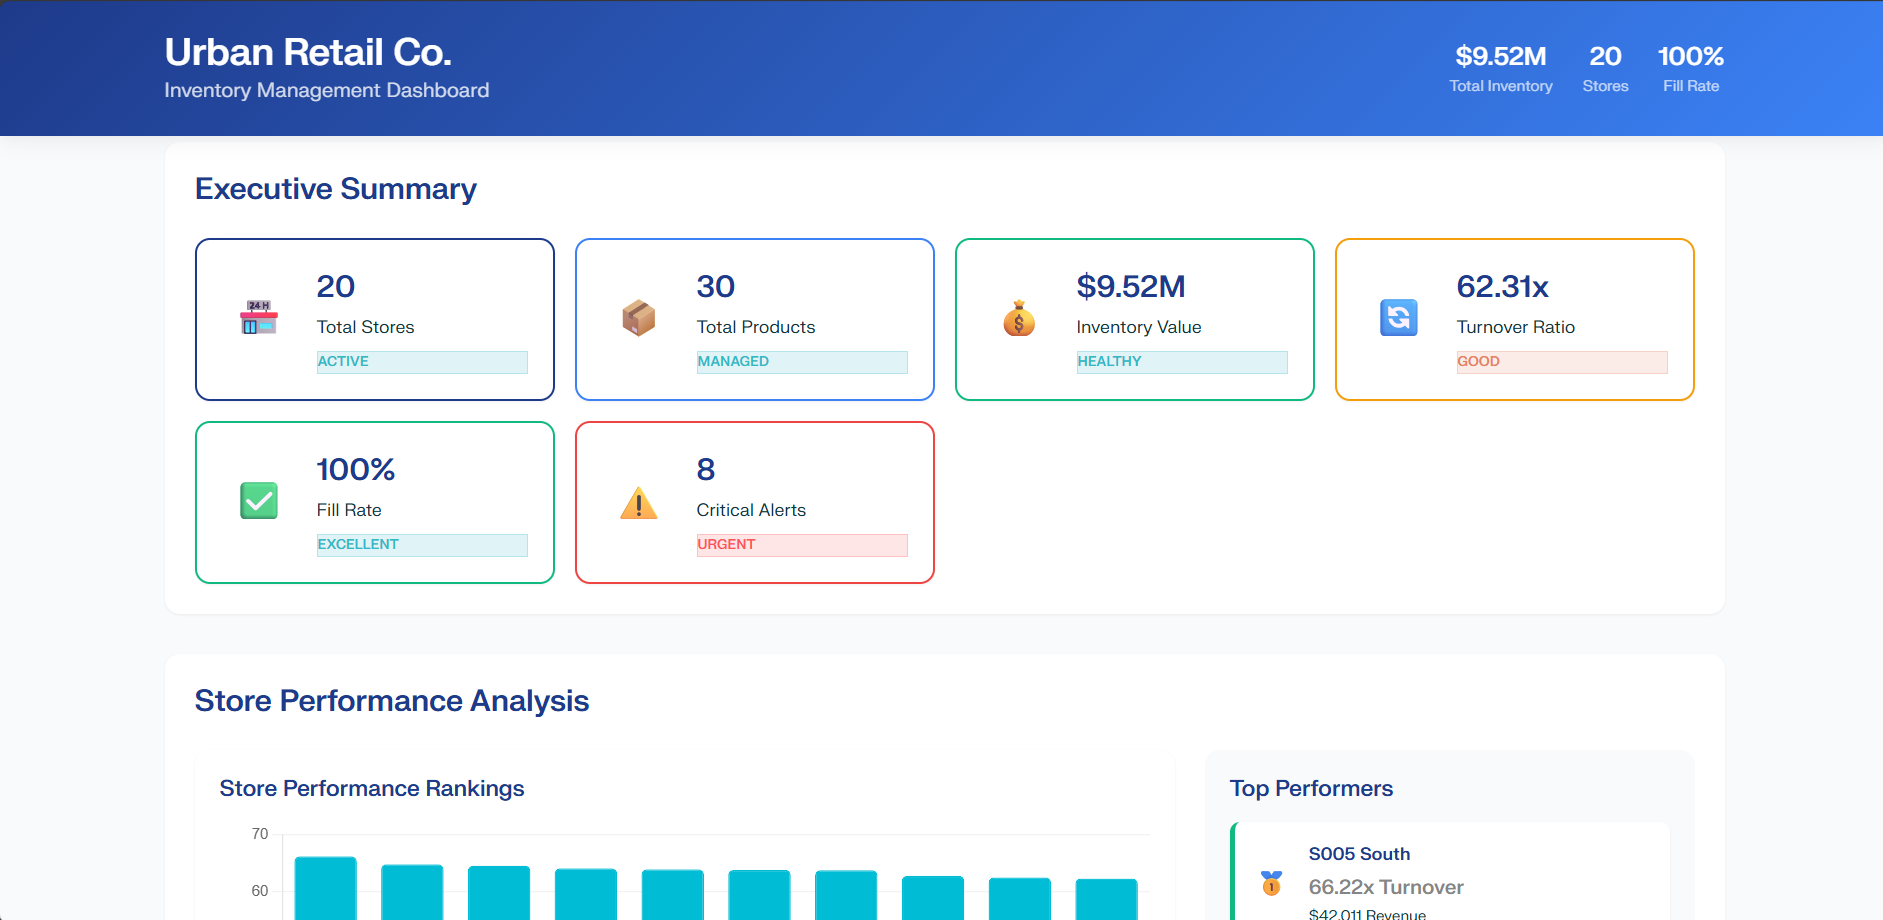 Urban Retail Co.
Inventory Management Dashboard
$9.52M
Total Inventory
20
Stores
100%
Fill Rate
Executive Summary
24 H
20
Total Stores
ACTIVE
30
Total Products
MANAGED
$9.52M
Inventory Value
HEALTHY
62.31x
Turnover Ratio
GOOD
100%
Fill Rate
EXCELLENT
8
Critical Alerts
URGENT
Store Performance Analysis
Store Performance Rankings
70
60
Top Performers
1
S005 South
66.22x Turnover
$42,011 Revenue